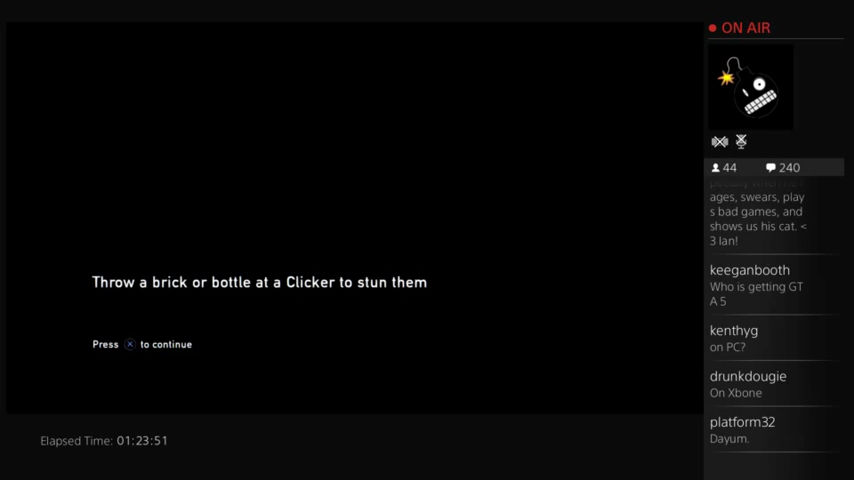 ON AIR
44 240
ages, swears, play
s bad games, and
shows us his cat. <
3 Ian!
keeganbooth
Who is getting GT
A 5
kenthyg
on PC?
drunkdougie
On Xbone
platform32
Dayum.
Throw a brick or bottle at a Clicker to stun them
Press ⓧ to continue
Elapsed Time: 01:23:51